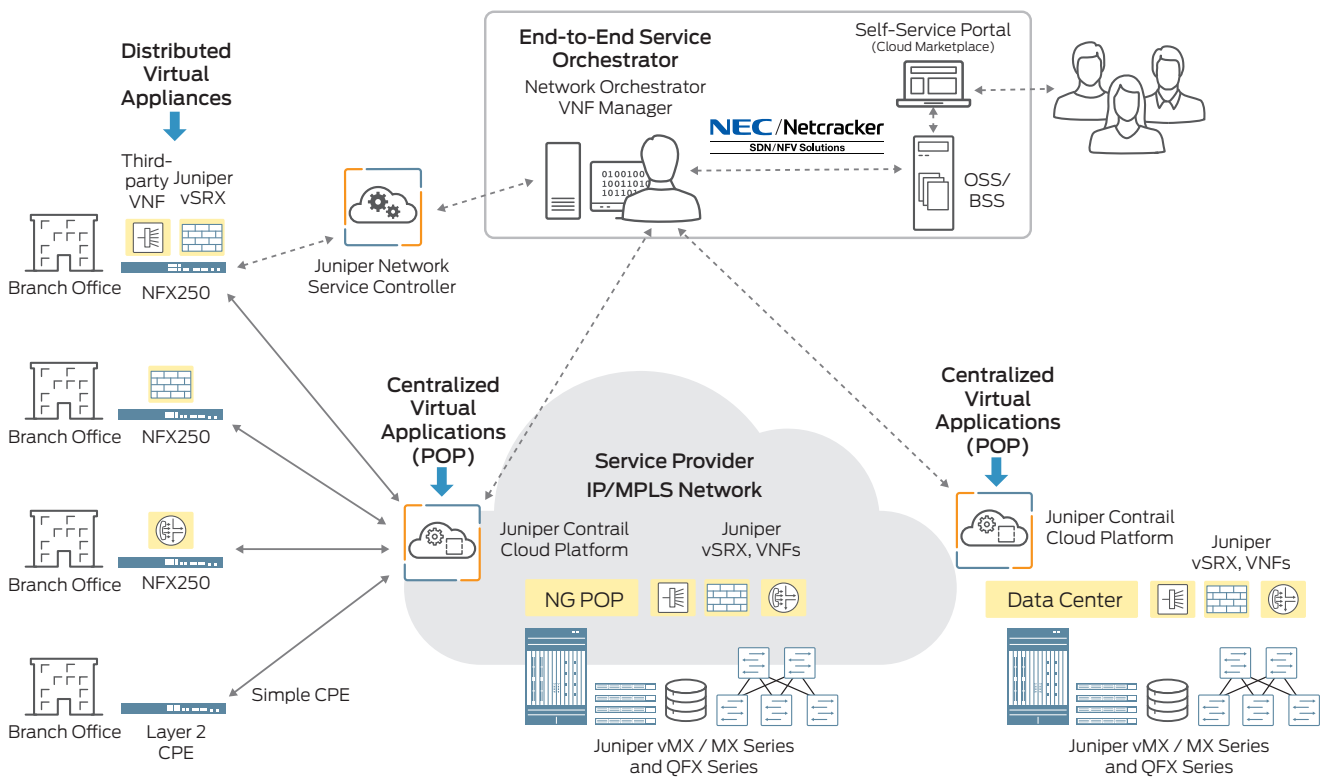 Distributed
Virtual
Appliances
Third-
party
VNF
Juniper
vSRX
Branch Office
NFX250
Branch Office
NFX250
Branch Office
NFX250
Branch Office
Layer 2
CPE
Simple CPE
Juniper Network
Service Controller
End-to-End Service
Orchestrator
Network Orchestrator
VNF Manager
0100100
10011010
101101
NEC/Netcracker
SDN/NFV Solutions
Self-Service Portal
(Cloud Marketplace)
OSS/
BSS
Centralized
Virtual
Applications
(POP)
Service Provider
IP/MPLS Network
Juniper Contrail
Cloud Platform
Juniper
vSRX, VNFs
NG POP
Juniper vMX / MX Series
and QFX Series
Centralized
Virtual
Applications
(POP)
Juniper Contrail
Cloud Platform
Juniper
vSRX, VNFs
Data Center
Juniper vMX / MX Series
and QFX Series